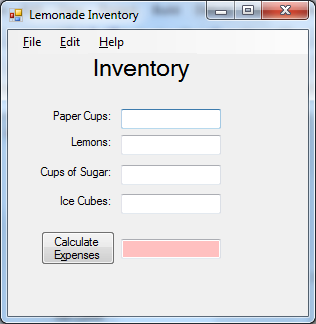 Lemonade Inventory
File Edit Help
Inventory
Paper Cups:
Lemons:
Cups of Sugar:
Ice Cubes:
Calculate
Expenses